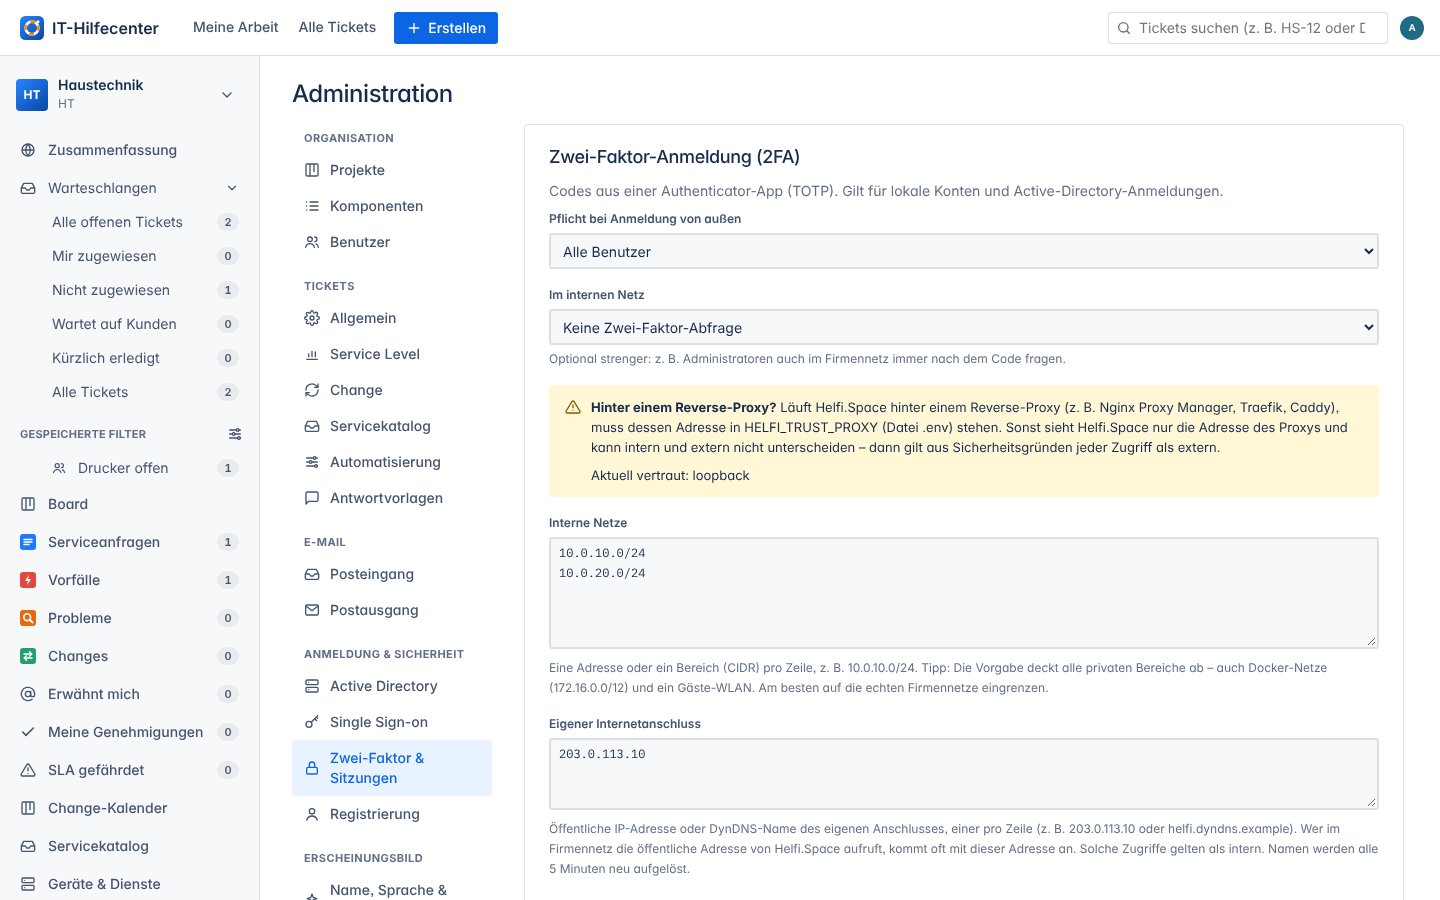 IT-Hilfecenter
Meine Arbeit
Alle Tickets
Erstellen
Tickets suchen (z. B. HS-12 oder D
A
HT
Haustechnik
HT
Zusammenfassung
Warteschlangen
Alle offenen Tickets 2
Mir zugewiesen 0
Nicht zugewiesen 1
Wartet auf Kunden 0
Kürzlich erledigt 0
Alle Tickets 2
GESPEICHERTE FILTER
Drucker offen 1
Board
Serviceanfragen 1
Vorfälle 1
Probleme 0
Changes 0
Erwähnt mich 0
Meine Genehmigungen 0
SLA gefährdet 0
Change-Kalender
Servicekatalog
Geräte & Dienste
Administration
ORGANISATION
Projekte
Komponenten
Benutzer
TICKETS
Allgemein
Service Level
Change
Servicekatalog
Automatisierung
Antwortvorlagen
E-MAIL
Posteingang
Postausgang
ANMELDUNG & SICHERHEIT
Active Directory
Single Sign-on
Zwei-Faktor &
Sitzungen
Registrierung
ERSCHEINUNGSBILD
Name, Sprache &
Zwei-Faktor-Anmeldung (2FA)
Codes aus einer Authenticator-App (TOTP). Gilt für lokale Konten und Active-Directory-Anmeldungen.
Pflicht bei Anmeldung von außen
Alle Benutzer
Im internen Netz
Keine Zwei-Faktor-Abfrage
Optional strenger: z. B. Administratoren auch im Firmennetz immer nach dem Code fragen.
Hinter einem Reverse-Proxy? Läuft Helfi.Space hinter einem Reverse-Proxy (z. B. Nginx Proxy Manager, Traefik, Caddy),
muss dessen Adresse in HELFI_TRUST_PROXY (Datei .env) stehen. Sonst sieht Helfi.Space nur die Adresse des Proxys und
kann intern und extern nicht unterscheiden – dann gilt aus Sicherheitsgründen jeder Zugriff als extern.
Aktuell vertraut: loopback
Interne Netze
10.0.10.0/24
10.0.20.0/24
Eine Adresse oder ein Bereich (CIDR) pro Zeile, z. B. 10.0.10.0/24. Tipp: Die Vorgabe deckt alle privaten Bereiche ab – auch Docker-Netze
(172.16.0.0/12) und ein Gäste-WLAN. Am besten auf die echten Firmennetze eingrenzen.
Eigener Internetanschluss
203.0.113.10
Öffentliche IP-Adresse oder DynDNS-Name des eigenen Anschlusses, einer pro Zeile (z. B. 203.0.113.10 oder helfi.dyndns.example). Wer im
Firmennetz die öffentliche Adresse von Helfi.Space aufruft, kommt oft mit dieser Adresse an. Solche Zugriffe gelten als intern. Namen werden alle
5 Minuten neu aufgelöst.